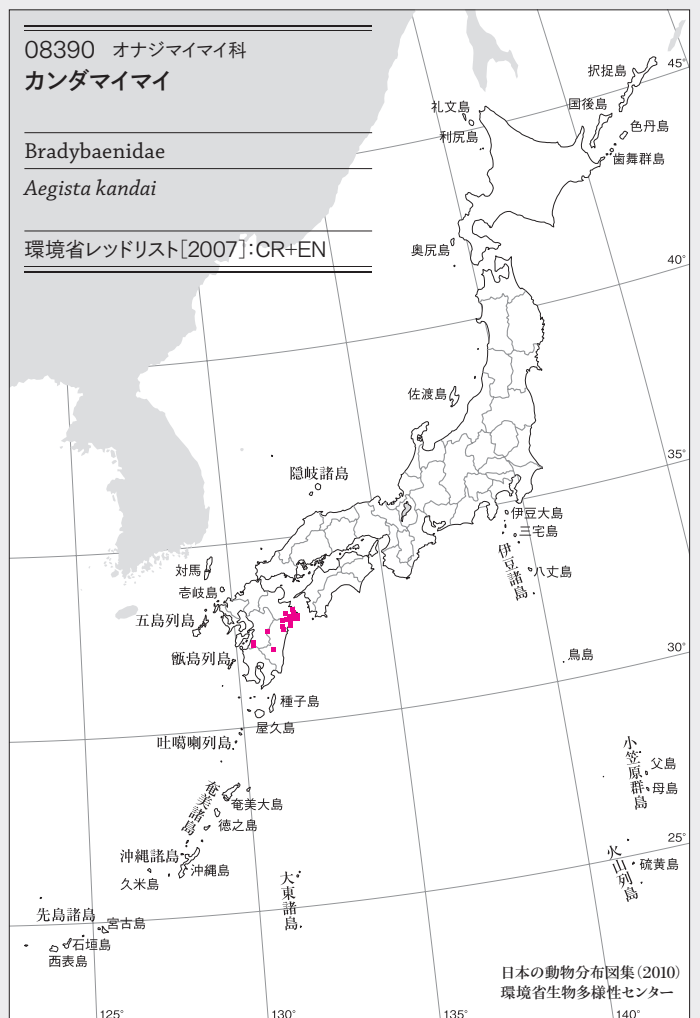 08390 オナジマイマイ科
カンダマイマイ
Bradybaenidae
Aegista kandai
環境省レッドリスト[2007]:CR+EN
択捉島
国後島
色丹島
歯舞群島
礼文島
利尻島
奥尻島
佐渡島
隠岐諸島
対馬
壱岐島
五島列島
甑島列島
種子島
屋久島
吐噶喇列島
奄美諸島
奄美大島
徳之島
沖縄諸島
沖縄島
久米島
先島諸島
宮古島
石垣島
西表島
大東諸島
伊豆大島
三宅島
伊豆諸島
八丈島
鳥島
小笠原群島
父島
母島
火山列島
硫黄島
45°
40°
35°
30°
25°
125°
130°
135°
140°
日本の動物分布図集(2010)
環境省生物多様性センター